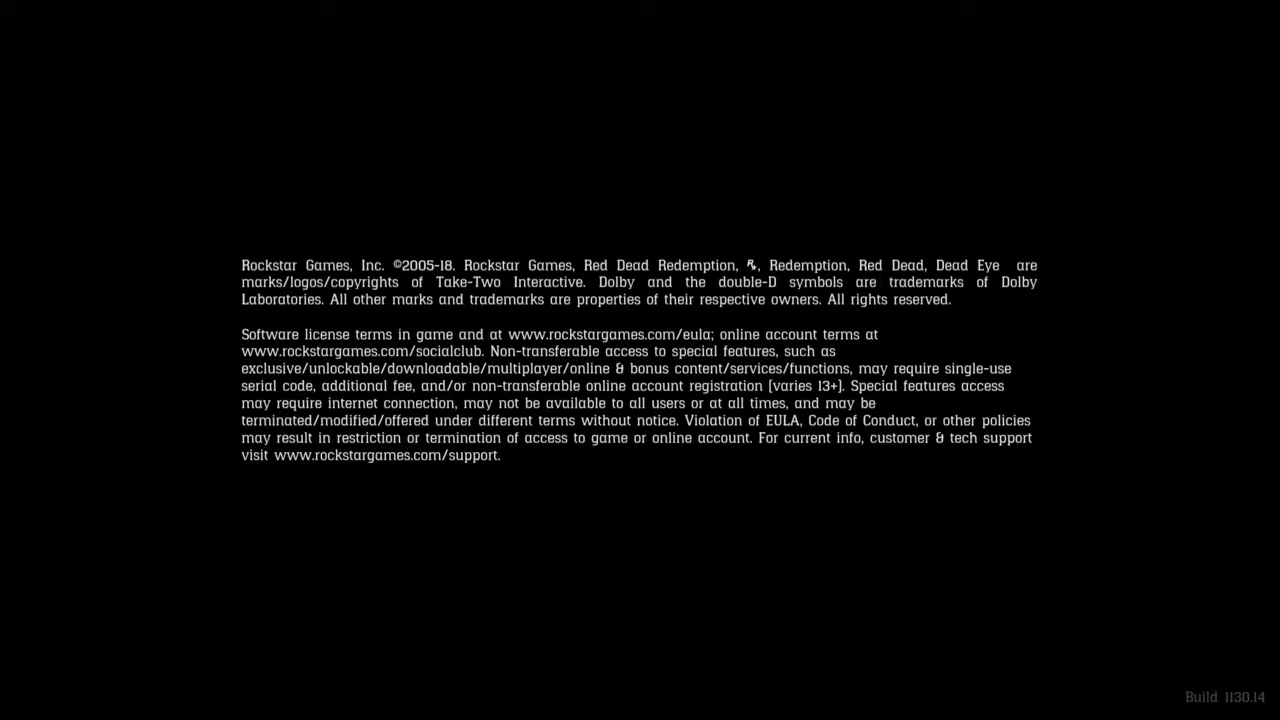 Rockstar Games, Inc. ©2005-18. Rockstar Games, Red Dead Redemption, R*, Redemption, Red Dead, Dead Eye are
marks/logos/copyrights of Take-Two Interactive. Dolby and the double-D symbols are trademarks of Dolby
Laboratories. All other marks and trademarks are properties of their respective owners. All rights reserved.
Software license terms in game and at www.rockstargames.com/eula; online account terms at
www.rockstargames.com/socialclub. Non-transferable access to special features, such as
exclusive/unlockable/downloadable/multiplayer/online & bonus content/services/functions, may require single-use
serial code, additional fee, and/or non-transferable online account registration (varies 13+). Special features access
may require internet connection, may not be available to all users or at all times, and may be
terminated/modified/offered under different terms without notice. Violation of EULA, Code of Conduct, or other policies
may result in restriction or termination of access to game or online account. For current info, customer & tech support
visit www.rockstargames.com/support.
Build 1130.14